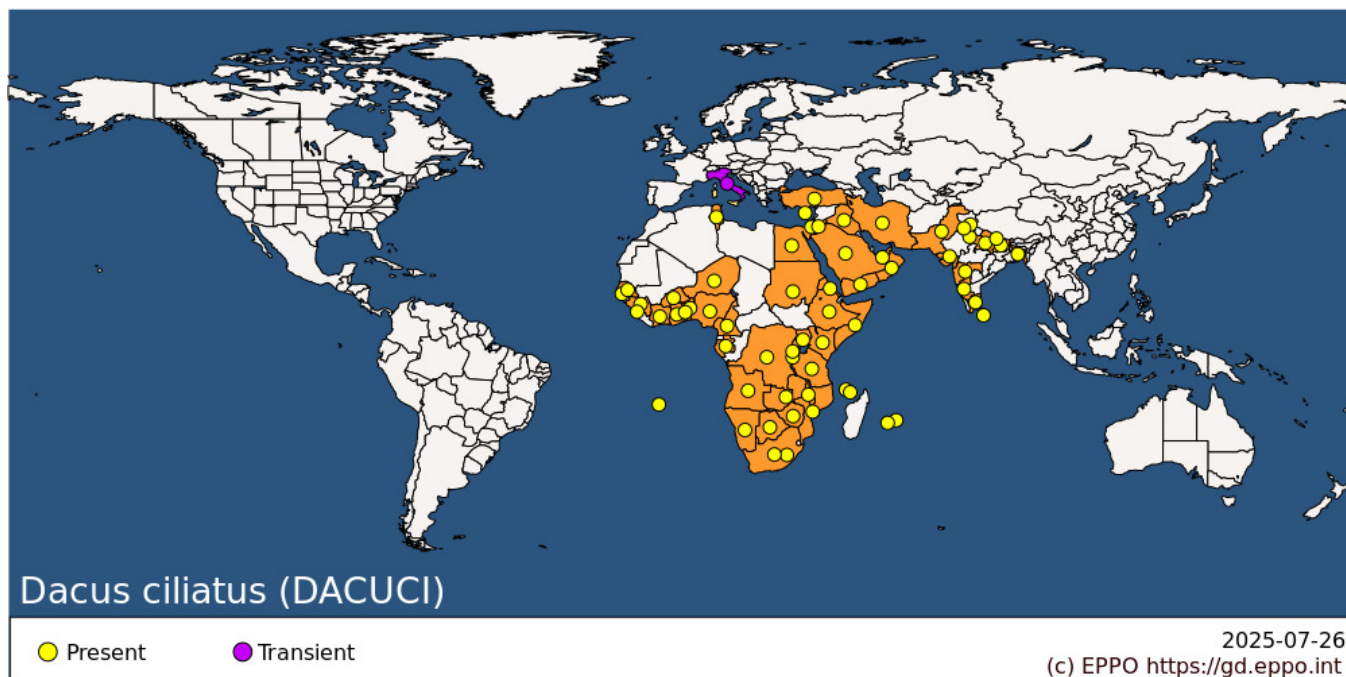 Dacus ciliatus (DACUCI)
Present
Transient
2025-07-26
(c) EPPO https://gd.eppo.int